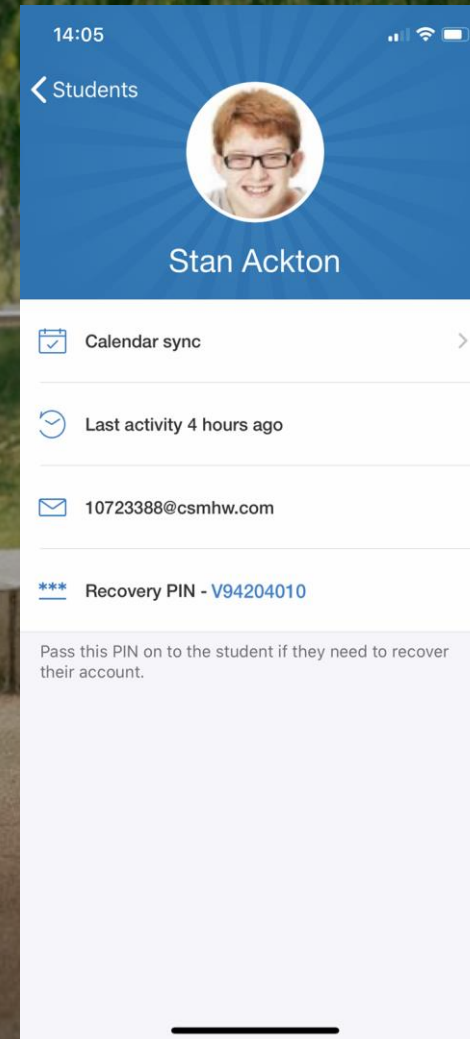 14:05
Students
Stan Ackton
Calendar sync
Last activity 4 hours ago
10723388@csmhw.com
*** Recovery PIN - V94204010
Pass this PIN on to the student if they need to recover
their account.